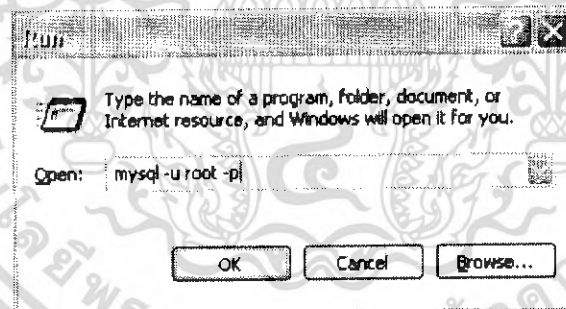 Run
Type the name of a program, folder, document, or
Internet resource, and Windows will open it for you.
Open: mysql -u root -p
OK Cancel Browse...